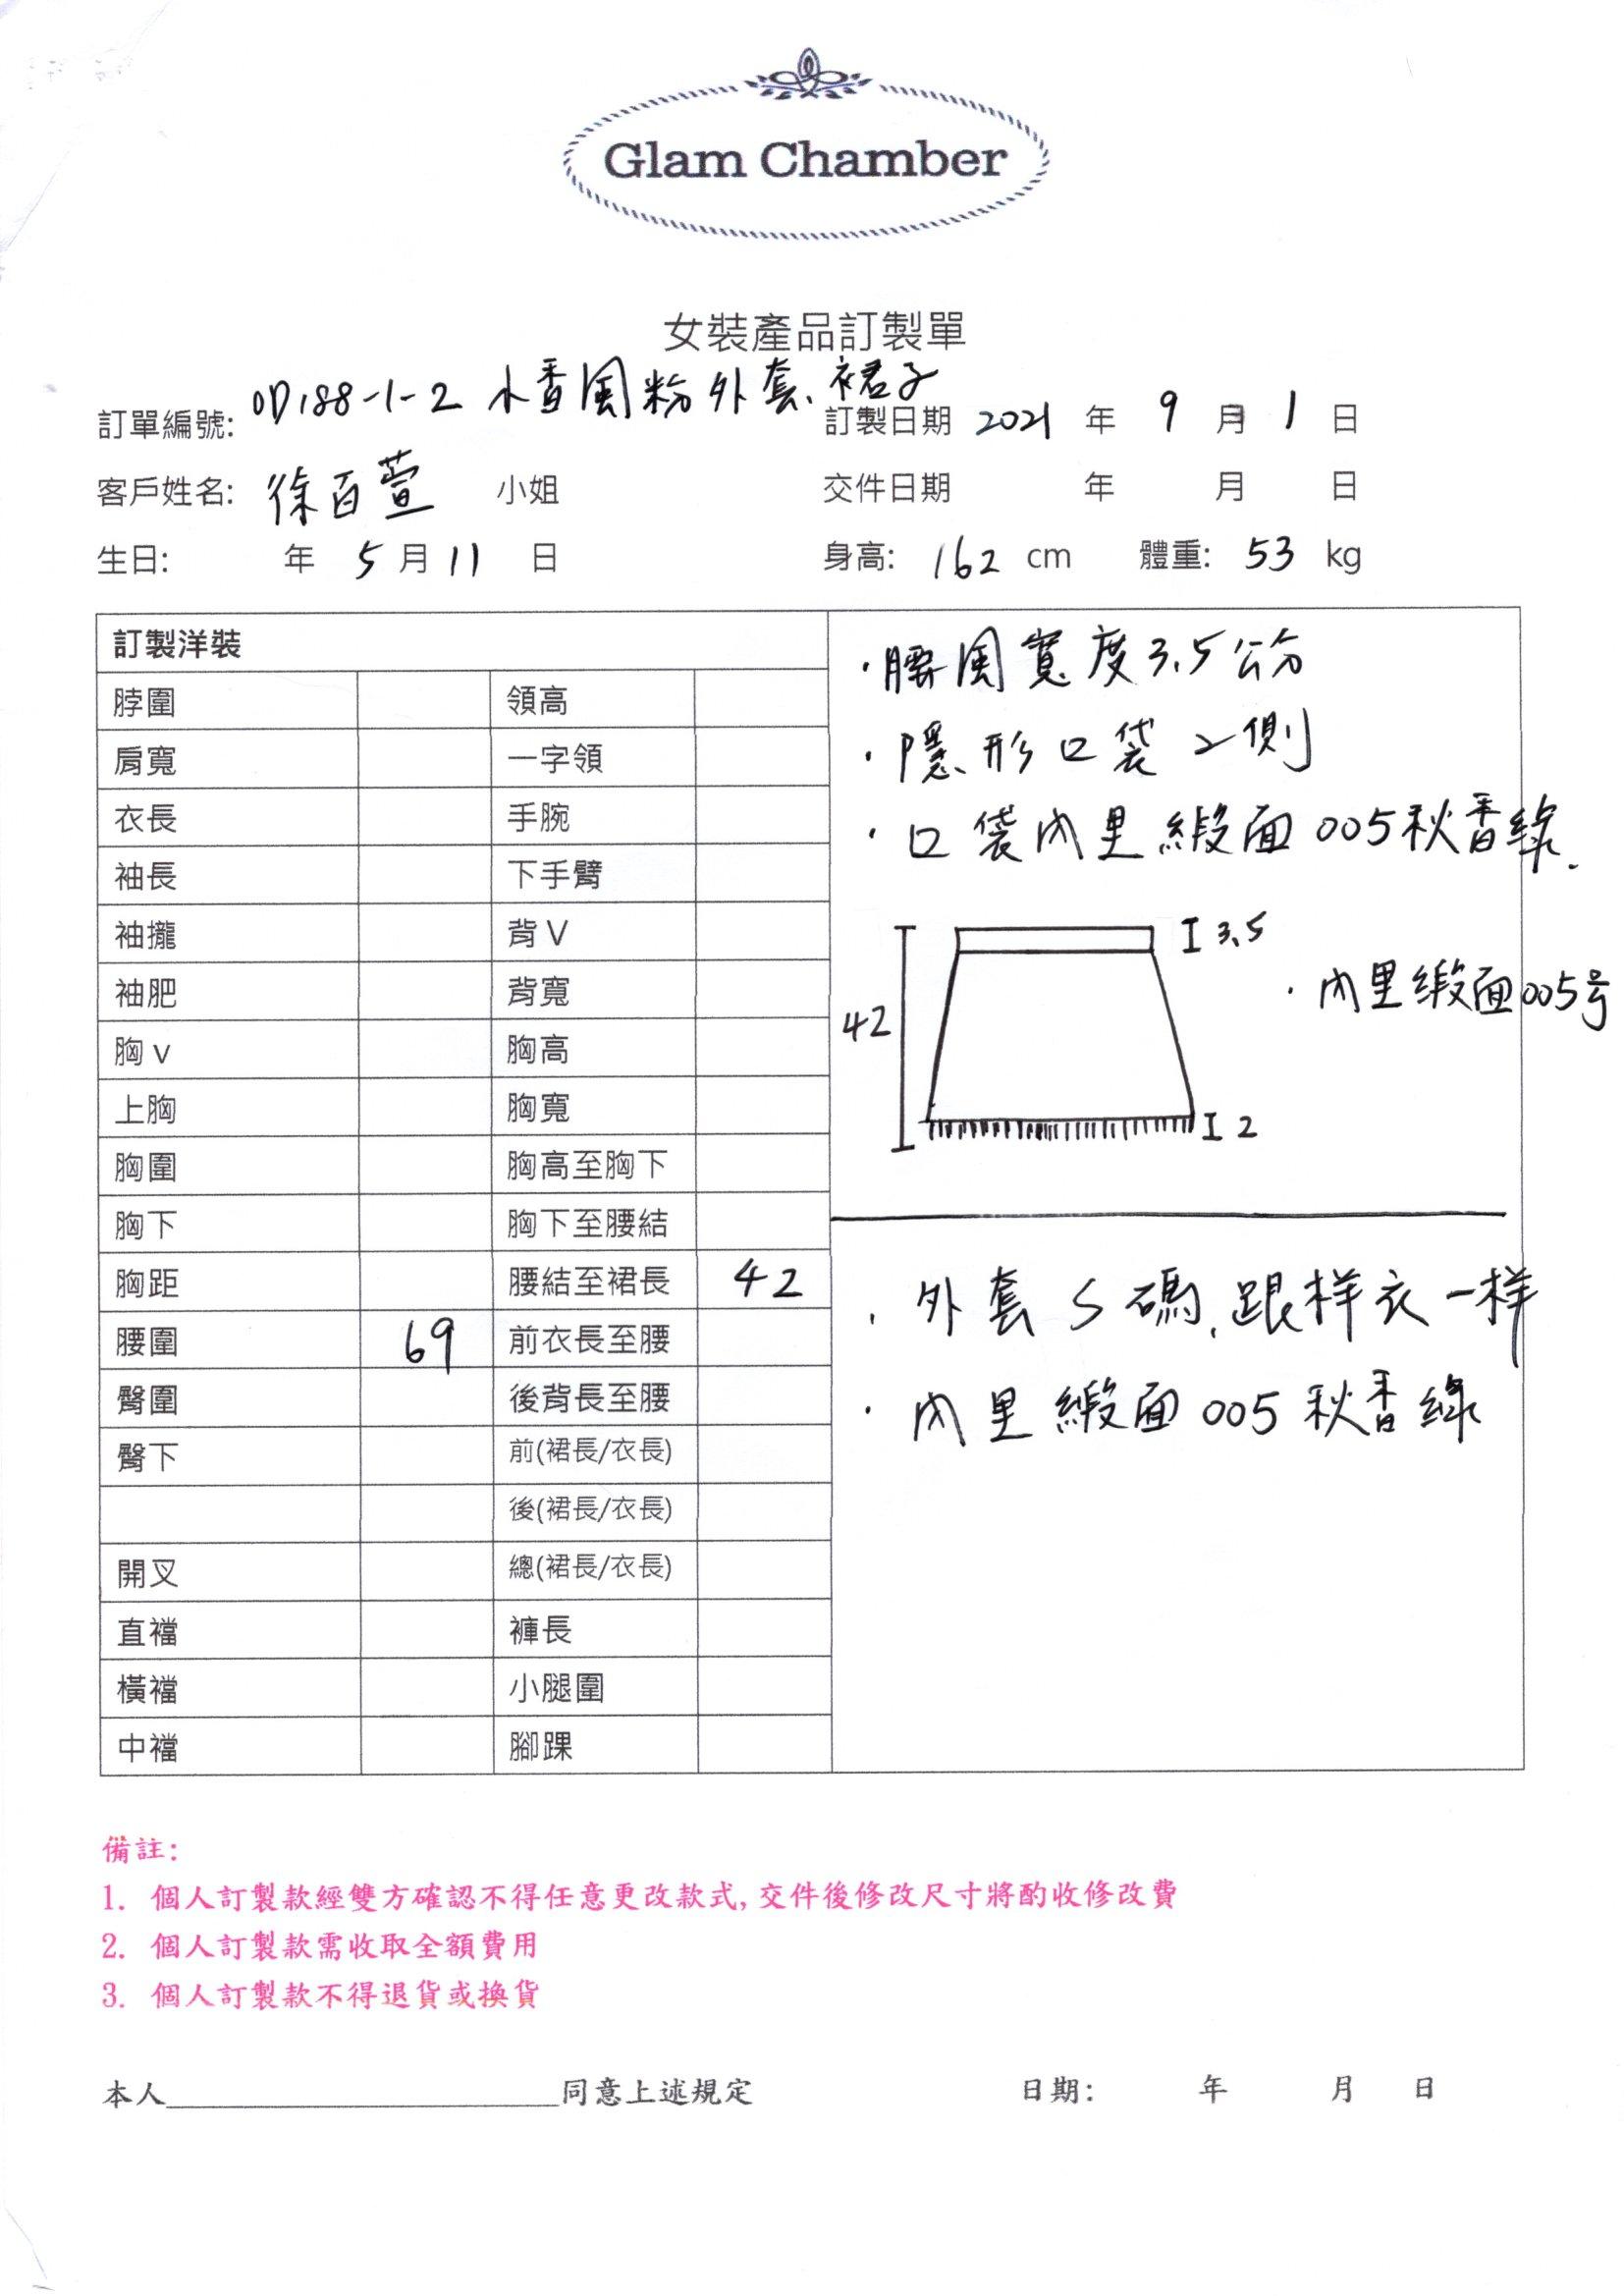 Glam Chamber
女裝產品訂製單
訂單編號: OD188-1-2 小香風粉外套、裙子 訂製日期 2021 年 9 月 1 日
客戶姓名: 徐百萱 小姐 交件日期 年 月 日
生日: 年 5 月 11 日 身高: 162 cm 體重: 53 kg
訂製洋裝
脖圍 領高
肩寬 一字領
衣長 手腕
袖長 下手臂
袖攏 背 V
袖肥 背寬
胸 v 胸高
上胸 胸寬
胸圍 胸高至胸下
胸下 胸下至腰結
胸距 腰結至裙長 42
腰圍 69 前衣長至腰
臀圍 後背長至腰
臀下 前(裙長/衣長)
後(裙長/衣長)
開叉 總(裙長/衣長)
直襠 褲長
橫襠 小腿圍
中襠 腳踝
·腰围寬度3.5公分
·隱形口袋2側
·口袋內里緞面005秋香綠.
3.5
·內里緞面005号
42
2
·外套S碼,跟样衣一样
·內里緞面005秋香綠
備註:
1. 個人訂製款經雙方確認不得任意更改款式,交件後修改尺寸將酌收修改費
2. 個人訂製款需收取全額費用
3. 個人訂製款不得退貨或換貨
本人____________________同意上述規定 日期: 年 月 日